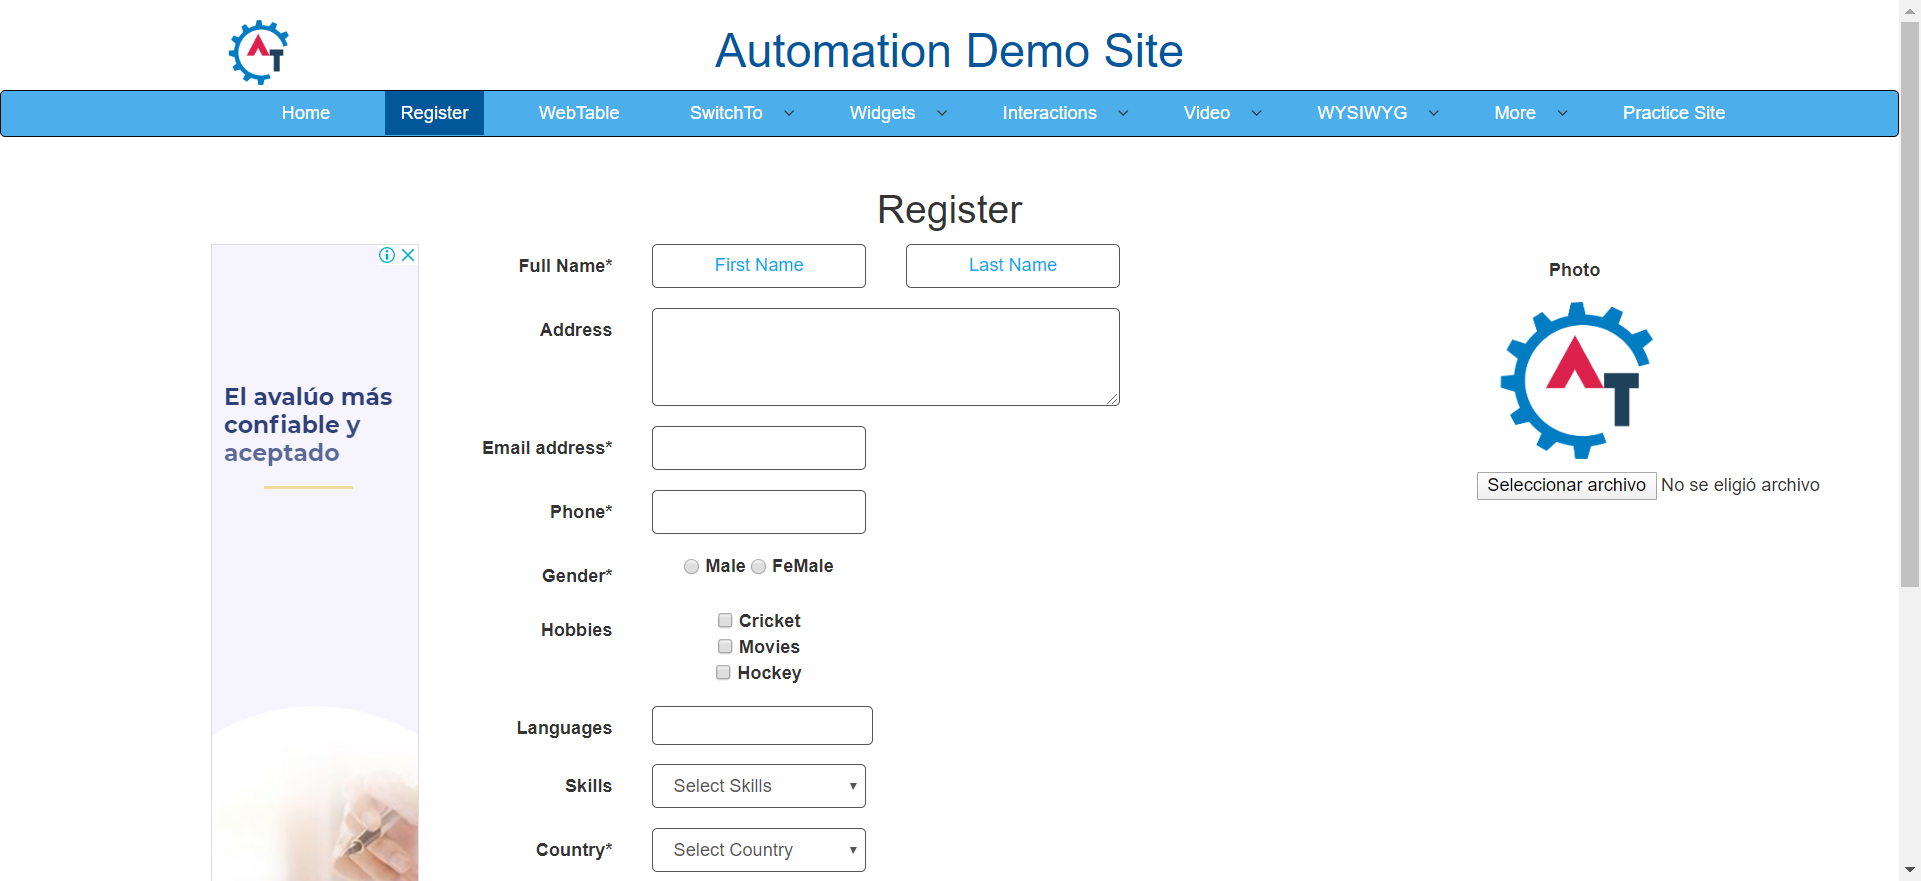 AT
Automation Demo Site
Home Register WebTable SwitchTo Widgets Interactions Video WYSIWYG More Practice Site
Register
Full Name* First Name Last Name
Address
Email address*
Phone*
Gender* Male FeMale
Hobbies Cricket
Movies
Hockey
Languages
Skills Select Skills
Country* Select Country
El avalúo más
confiable y
aceptado
Photo
AT
Seleccionar archivo No se eligió archivo